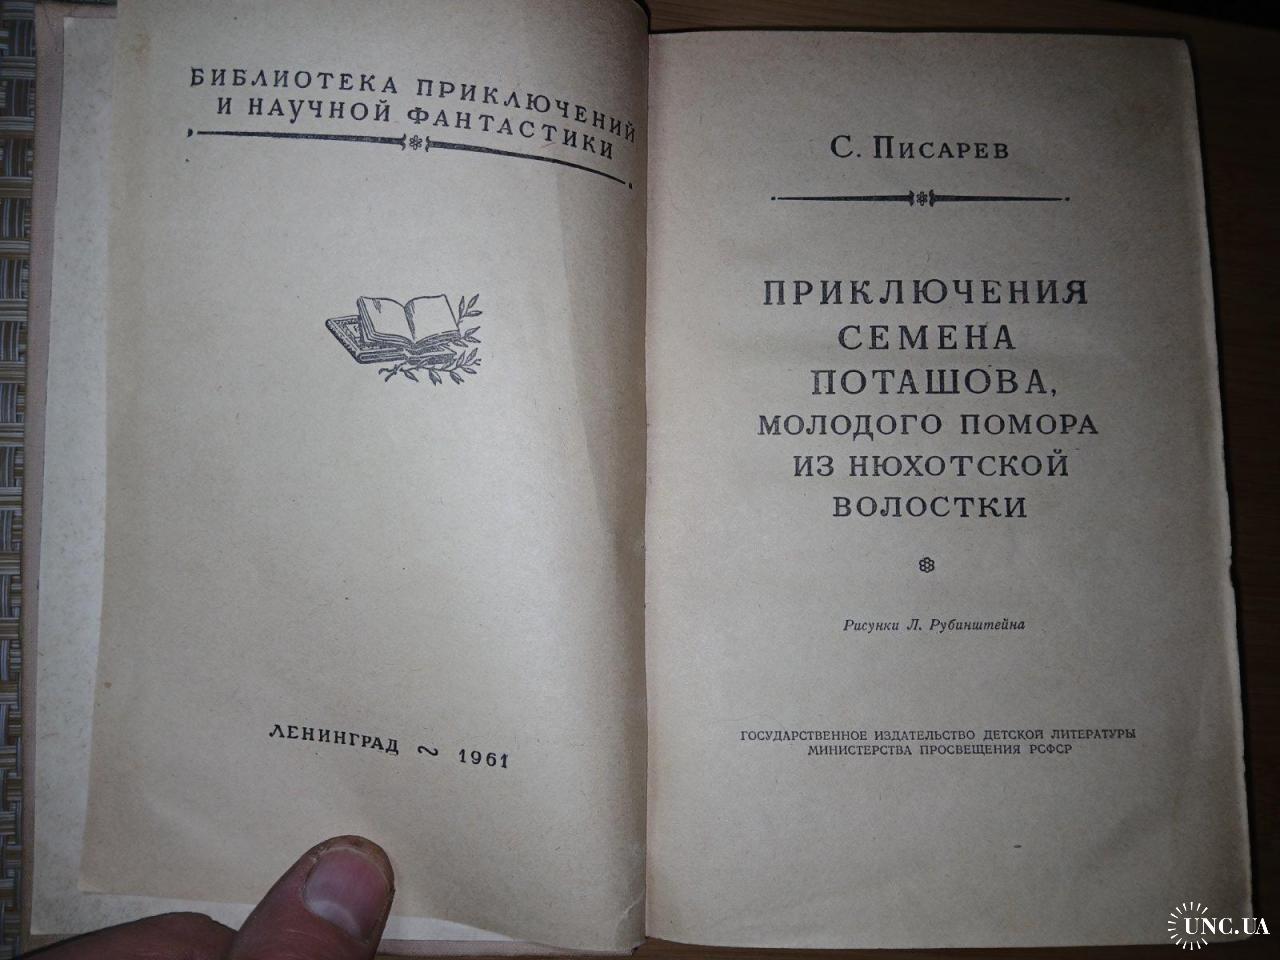 БИБЛИОТЕКА ПРИКЛЮЧЕНИЙ
И НАУЧНОЙ ФАНТАСТИКИ
ЛЕНИНГРАД ~ 1961
С. ПИСАРЕВ
ПРИКЛЮЧЕНИЯ
СЕМЕНА
ПОТАШОВА,
МОЛОДОГО ПОМОРА
ИЗ НЮХОТСКОЙ
ВОЛОСТКИ
Рисунки Л. Рубинштейна
ГОСУДАРСТВЕННОЕ ИЗДАТЕЛЬСТВО ДЕТСКОЙ ЛИТЕРАТУРЫ
МИНИСТЕРСТВА ПРОСВЕЩЕНИЯ РСФСР
UNC.UA